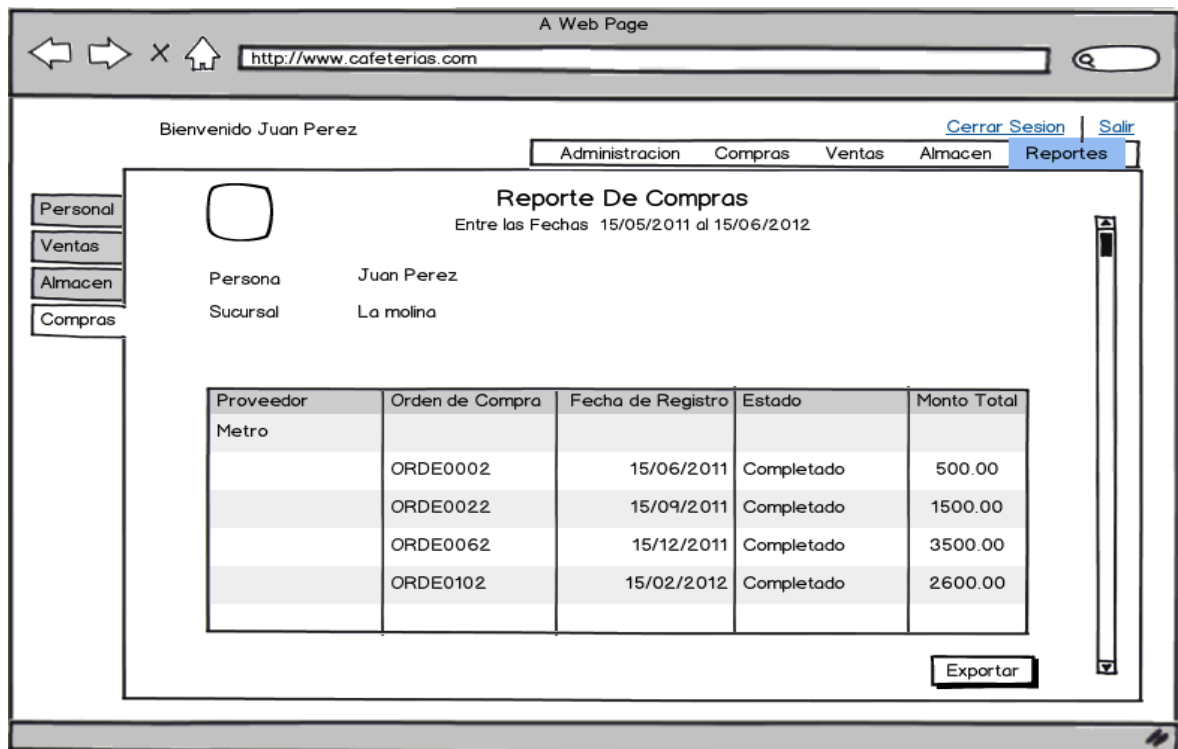 A Web Page
http://www.cafeterias.com
Bienvenido Juan Perez
Cerrar Sesion | Salir
Administracion Compras Ventas Almacen Reportes
Personal
Ventas
Almacen
Compras
Reporte De Compras
Entre las Fechas 15/05/2011 al 15/06/2012
Persona Juan Perez
Sucursal La molina
Proveedor Orden de Compra Fecha de Registro Estado Monto Total
Metro
ORDE0002 15/06/2011 Completado 500.00
ORDE0022 15/09/2011 Completado 1500.00
ORDE0062 15/12/2011 Completado 3500.00
ORDE0102 15/02/2012 Completado 2600.00
Exportar